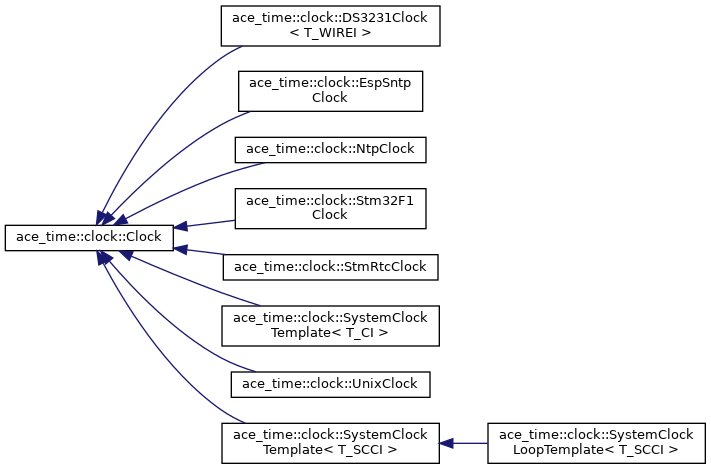 ace_time::clock::DS3231Clock
< T_WIREI >
ace_time::clock::EspSntp
Clock
ace_time::clock::NtpClock
ace_time::clock::Stm32F1
Clock
ace_time::clock::Clock
ace_time::clock::StmRtcClock
ace_time::clock::SystemClock
Template< T_CI >
ace_time::clock::UnixClock
ace_time::clock::SystemClock
Template< T_SCCI >
ace_time::clock::SystemClock
LoopTemplate< T_SCCI >